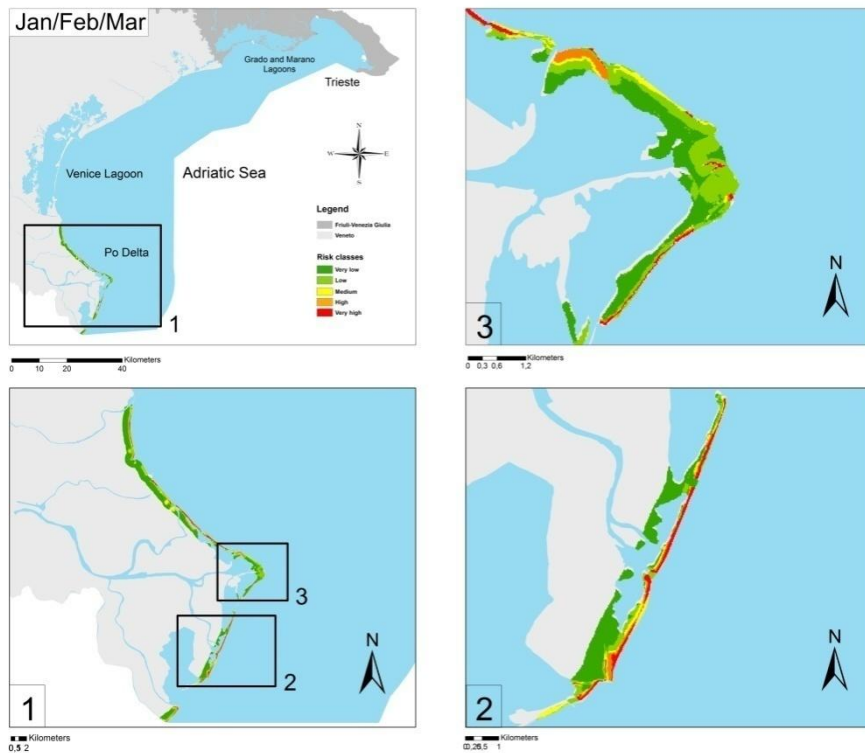 Jan/Feb/Mar
Grado and Marano
Lagoons
Trieste
N
W E
S
Venice Lagoon
Adriatic Sea
Legend
Friuli-Venezia Giulia
Veneto
Po Delta
Risk classes
Very low
Low
Medium
High
Very high
1
Kilometers
0 10 20 40
N
3
Kilometers
0 0,3 0,6 1,2
3
2
N
1
Kilometers
N
2
Kilometers